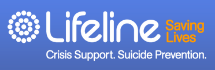 Lifeline Saving Lives
Crisis Support. Suicide Prevention.